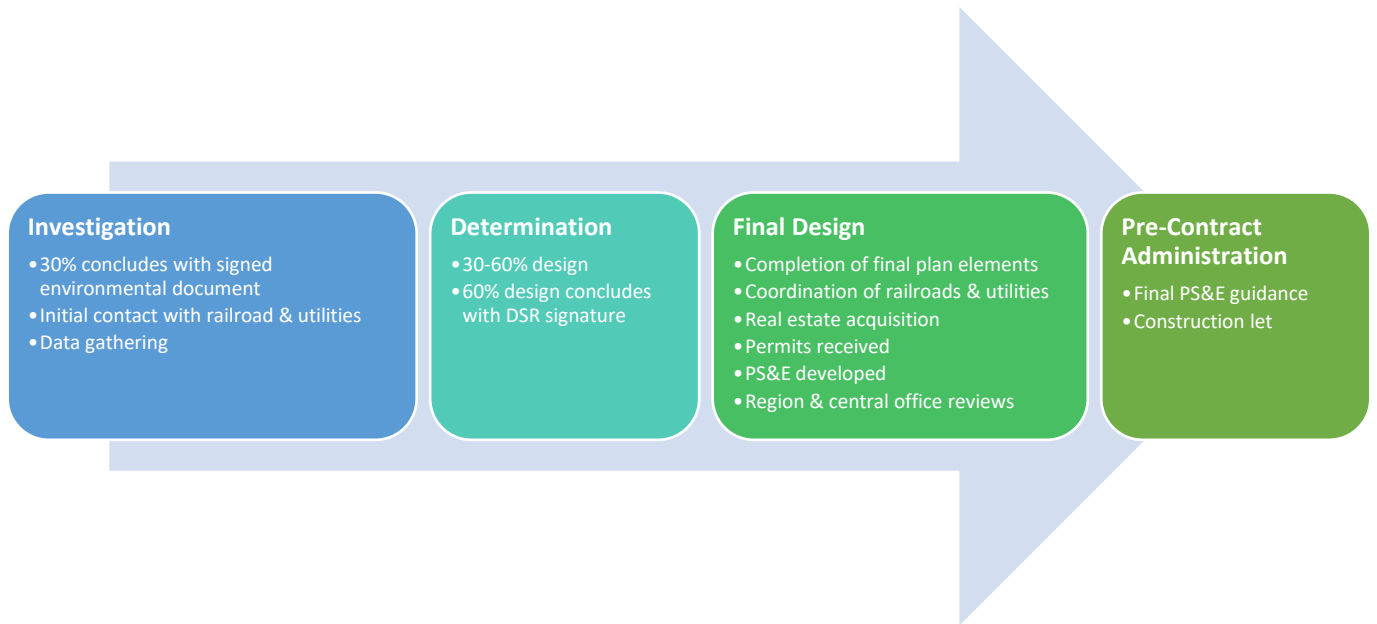 Investigation
•30% concludes with signed
environmental document
•Initial contact with railroad & utilities
•Data gathering
Determination
•30-60% design
•60% design concludes
with DSR signature
Final Design
•Completion of final plan elements
•Coordination of railroads & utilities
•Real estate acquisition
•Permits received
•PS&E developed
•Region & central office reviews
Pre-Contract
Administration
•Final PS&E guidance
•Construction let